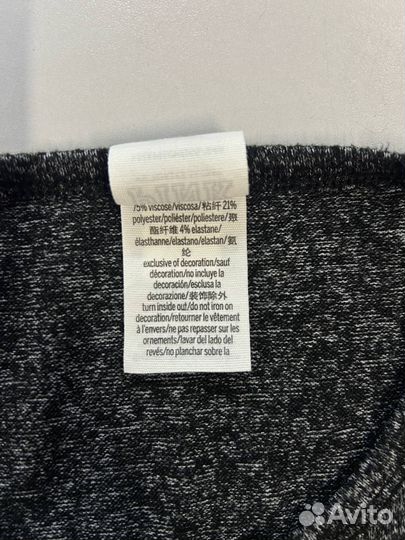 75% viscose/viscosa/粘纤 21%
polyester/poliéster/poliestere/聚
酯纤维 4% elastane/
élasthanne/elastano/elastan/氨
纶
exclusive of decoration/sauf
décoration/no incluye la
decoración/esclusa la
decorazione/装饰除外
turn inside out/do not iron on
decoration/retourner le vêtement
à l'envers/ne pas repasser sur les
ornements/lavar del lado del
revés/no planchar sobre la
Avito